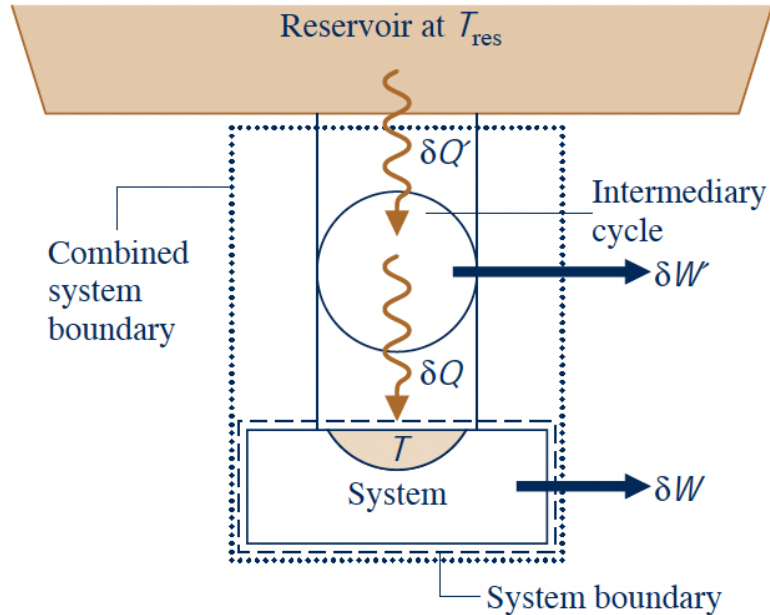 Reservoir at T_res
δQ′
Intermediary
cycle
Combined
system
boundary
δW′
δQ
T
System
δW
System boundary